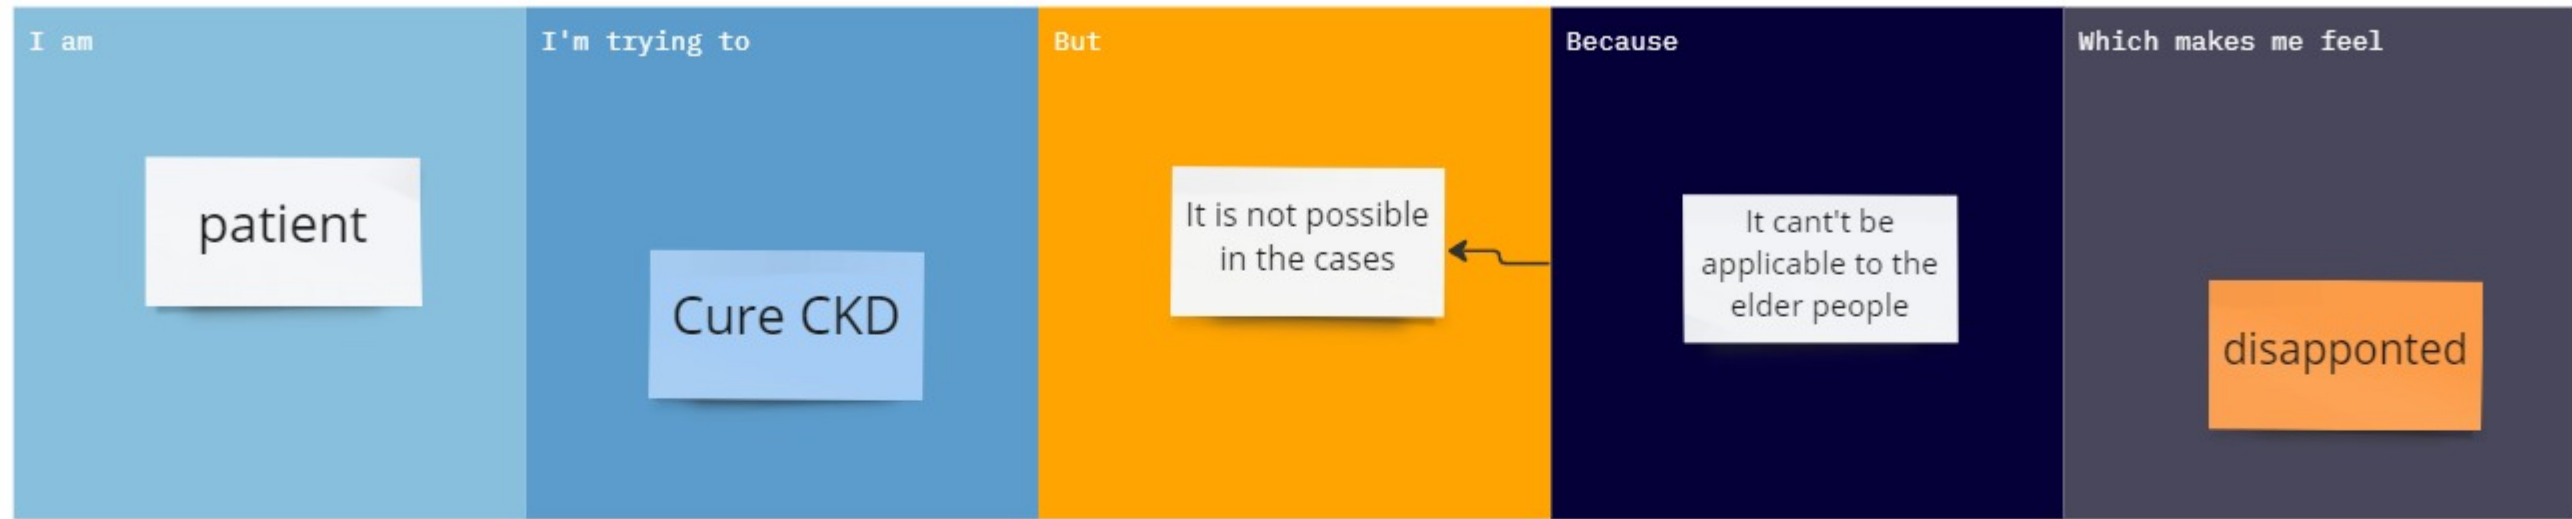 I am
I'm trying to
But
Because
Which makes me feel
patient
Cure CKD
It is not possible
in the cases
It cant't be
applicable to the
elder people
disapponted